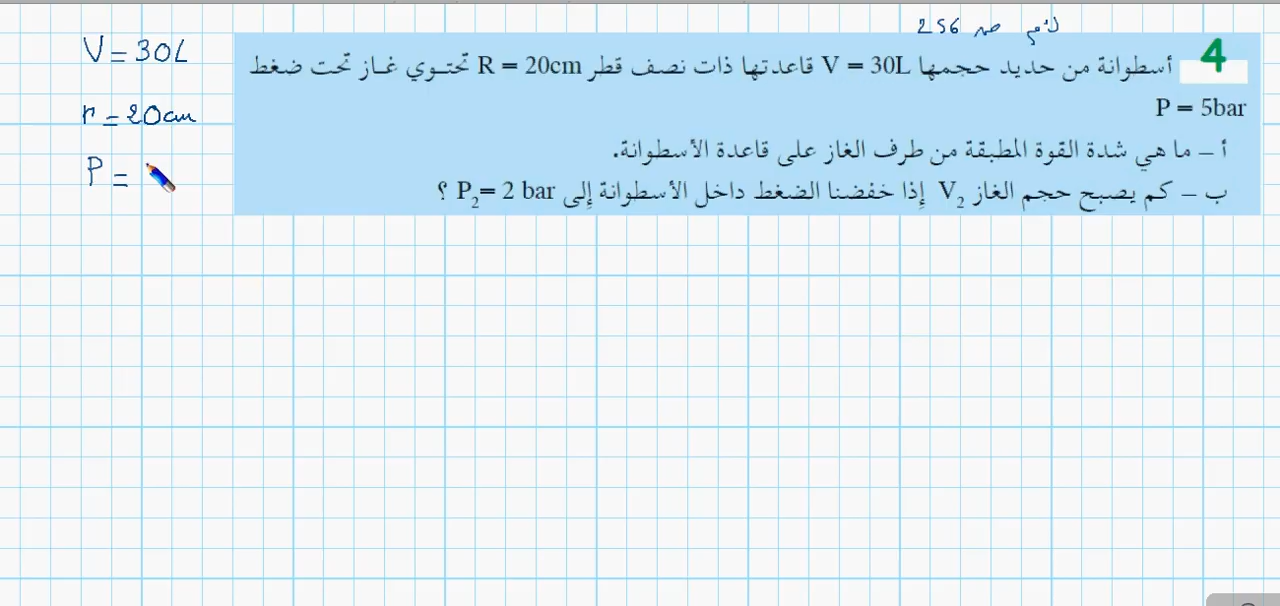 رقم 4 ص 256
V = 30L
r = 20cm
P =
4 أسطوانة من حديد حجمها V = 30L قاعدتها ذات نصف قطر R = 20cm تحتوي غاز تحت ضغط
P = 5bar
أ – ما هي شدة القوة المطبقة من طرف الغاز على قاعدة الأسطوانة.
ب – كم يصبح حجم الغاز V₂ إذا خفضنا الضغط داخل الأسطوانة إلى P₂= 2 bar ؟